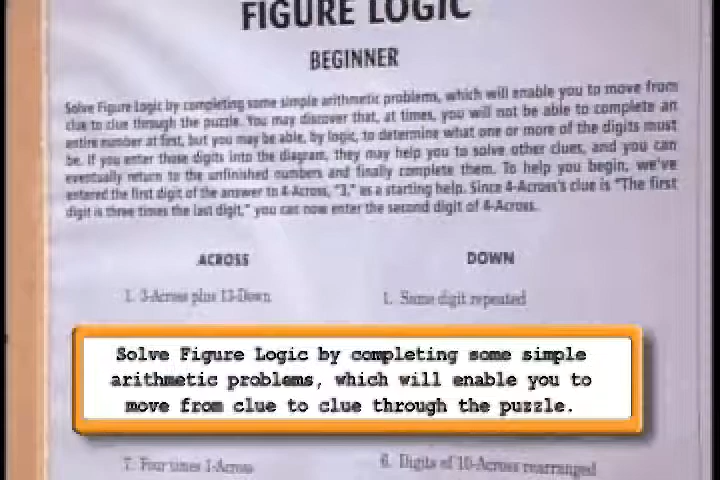 FIGURE LOGIC
BEGINNER
Solve Figure Logic by completing some simple arithmetic problems, which will enable you to move from
clue to clue through the puzzle. You may discover that, at times, you will not be able to complete an
entire number at first, but you may be able, by logic, to determine what one or more of the digits must
be. If you enter those digits into the diagram, they may help you to solve other clues, and you can
eventually return to the unfinished numbers and finally complete them. To help you begin, we've
entered the first digit of the answer to 4-Across, "3," as a starting help. Since 4-Across's clue is "The first
digit is three times the last digit," you can now enter the second digit of 4-Across.
ACROSS
DOWN
1. 3-Across plus 13-Down
1. Same digit repeated
Solve Figure Logic by completing some simple
arithmetic problems, which will enable you to
move from clue to clue through the puzzle.
7. Four times 1-Across
6. Digits of 10-Across rearranged